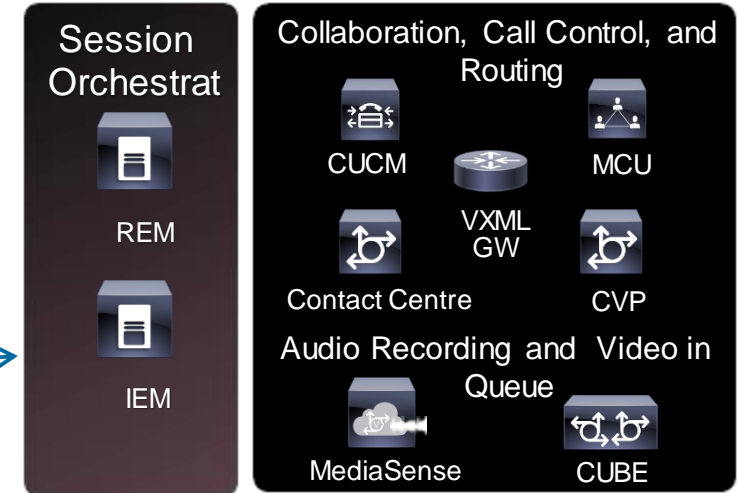 Session
Orchestrat
REM
IEM
Collaboration, Call Control, and
Routing
CUCM
MCU
VXML
GW
Contact Centre
CVP
Audio Recording and Video in
Queue
MediaSense
CUBE